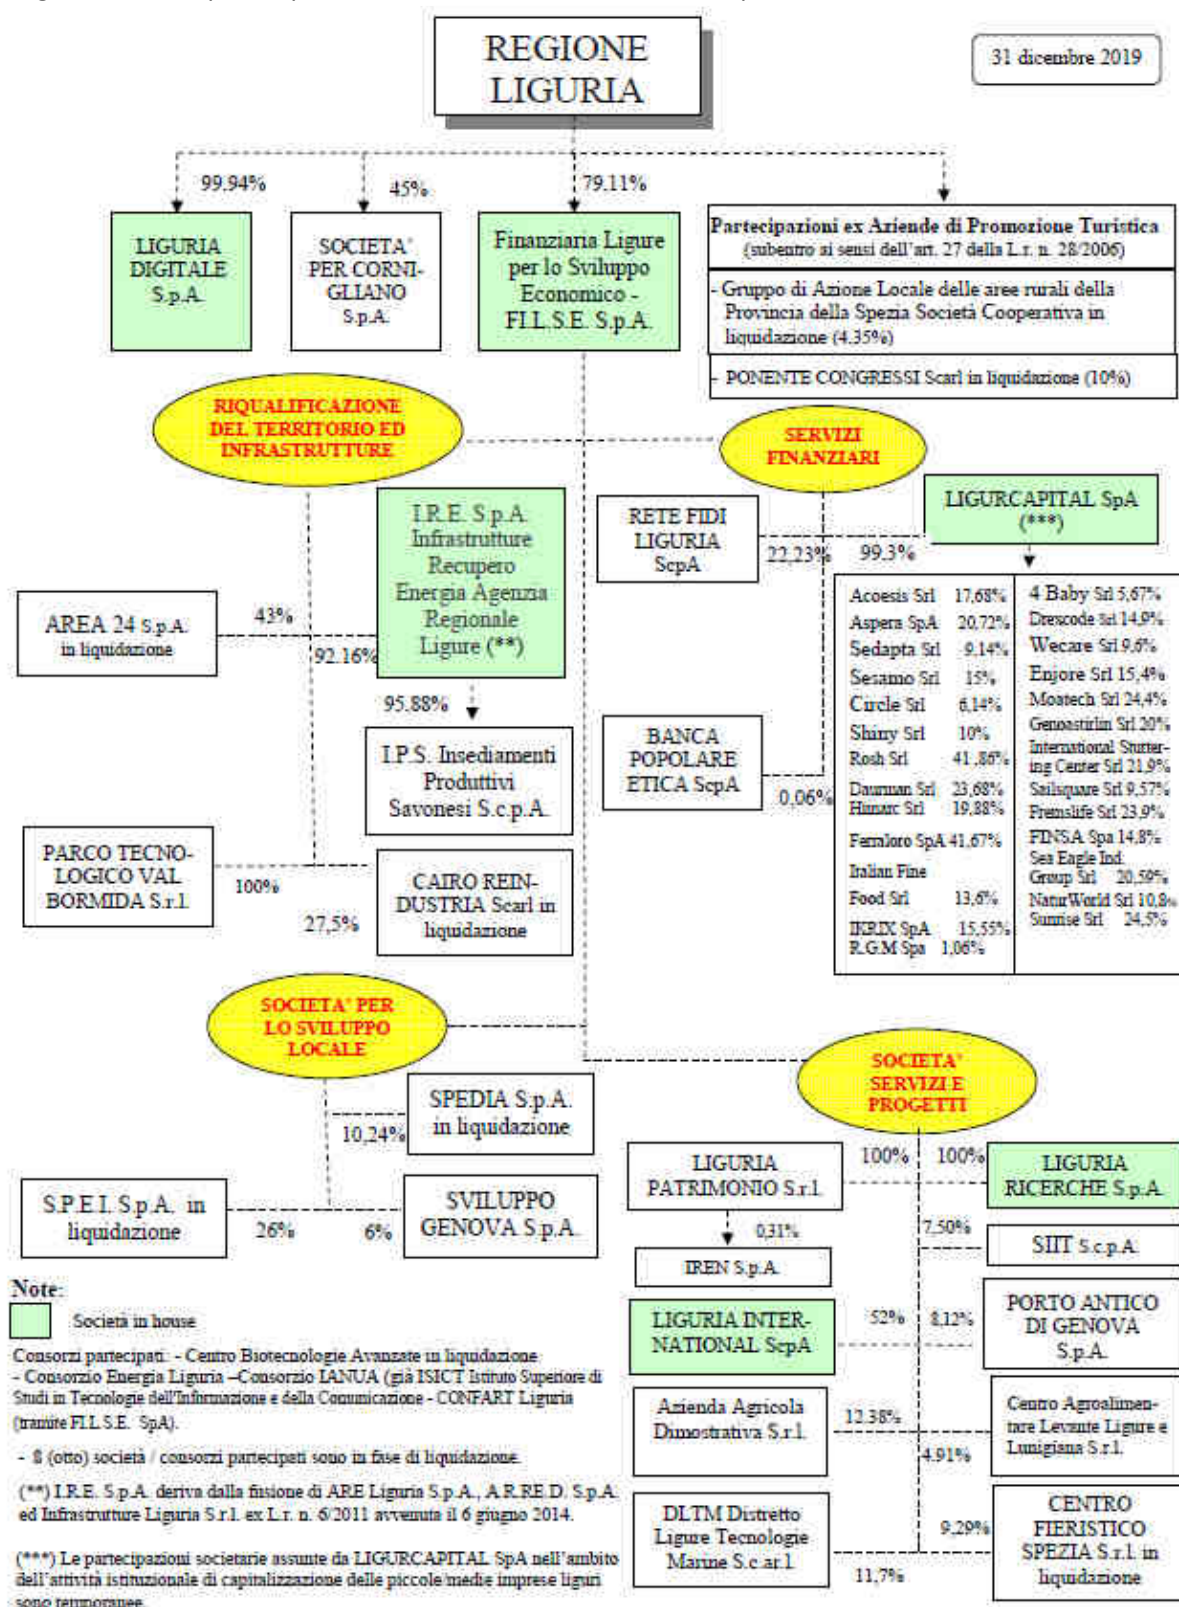 REGIONE
LIGURIA
31 dicembre 2019
99,94%
45%
79,11%
LIGURIA
DIGITALE
S.p.A.
SOCIETA'
PER CORNI-
GLIANO
S.p.A.
Finanziaria Ligure
per lo Sviluppo
Economico -
FI.L.S.E. S.p.A.
Partecipazioni ex Aziende di Promozione Turistica
(subentro ai sensi dell'art. 27 della L.r. n. 28/2006)
- Gruppo di Azione Locale delle aree rurali della
Provincia della Spezia Società Cooperativa in
liquidazione (4.35%)
- PONENTE CONGRESSI Scarl in liquidazione (10%)
RIQUALIFICAZIONE
DEL TERRITORIO ED
INFRASTRUTTURE
SERVIZI
FINANZIARI
I.R.E. S.p.A.
Infrastrutture
Recupero
Energia Agenzia
Regionale
Ligure (**)
AREA 24 S.p.A.
in liquidazione
43%
92.16%
95,88%
I.P.S. Insediamenti
Produttivi
Savonesi S.c.p.A.
PARCO TECNO-
LOGICO VAL
BORMIDA S.r.l.
100%
27,5%
CAIRO REIN-
DUSTRIA Scarl in
liquidazione
RETE FIDI
LIGURIA
ScpA
22,23%
99.3%
LIGURCAPITAL SpA
(***)
BANCA
POPOLARE
ETICA ScpA
0,06%
Acoesis Srl 17,68%
Aspera SpA 20,72%
Sedapta Srl 9,14%
Sesamo Srl 15%
Circle Srl 6,14%
Shiny Srl 10%
Rosh Srl 41,86%
Daurman Srl 23,68%
Himarc Srl 19,88%
Ferraloro SpA 41,67%
Italian Fine
Food Srl 13,6%
IKRIX SpA 15,55%
R.G.M Spa 1,06%
4 Baby Srl 5,67%
Drexcode Srl 14,9%
Wecare Srl 9,6%
Enjore Srl 15,4%
Moatech Srl 24,4%
Genoastirlin Srl 20%
International Stutter-
ing Center Srl 21,9%
Sailsquare Srl 9,57%
Fremslife Srl 23,9%
FINSA Spa 14,8%
Sea Eagle Ind.
Group Srl 20,59%
NaturWorld Srl 10,8%
Sunrise Srl 24,5%
SOCIETA' PER
LO SVILUPPO
LOCALE
SPEDIA S.p.A.
in liquidazione
10,24%
S.P.E.I. S.p.A. in
liquidazione
26%
6%
SVILUPPO
GENOVA S.p.A.
SOCIETA'
SERVIZI E
PROGETTI
LIGURIA
PATRIMONIO S.r.l.
100%
100%
LIGURIA
RICERCHE S.p.A.
0,31%
IREN S.p.A.
7,50%
SIIT S.c.p.A.
LIGURIA INTER-
NATIONAL ScpA
52%
8,12%
PORTO ANTICO
DI GENOVA
S.p.A.
Azienda Agricola
Dimostrativa S.r.l.
12.38%
4.91%
Centro Agroalimen-
tare Levante Ligure e
Lunigiana S.r.l.
DLTM Distretto
Ligure Tecnologie
Marine S.c.ar.l.
11,7%
9,29%
CENTRO
FIERISTICO
SPEZIA S.r.l. in
liquidazione
Note:
Società in house
Consorzi partecipati: - Centro Biotecnologie Avanzate in liquidazione
- Consorzio Energia Liguria –Consorzio IANUA (già ISICT Istituto Superiore di
Studi in Tecnologie dell'Informazione e della Comunicazione - CONFART Liguria
(tramite FI.L.S.E. SpA).
- 8 (otto) società / consorzi partecipati sono in fase di liquidazione.
(**) I.R.E. S.p.A. deriva dalla fusione di ARE Liguria S.p.A., A.R.RE.D. S.p.A.
ed Infrastrutture Liguria S.r.l. ex L.r. n. 6/2011 avvenuta il 6 giugno 2014.
(***) Le partecipazioni societarie assunte da LIGURCAPITAL SpA nell'ambito
dell'attività istituzionale di capitalizzazione delle piccole/medie imprese liguri
sono temporanee.